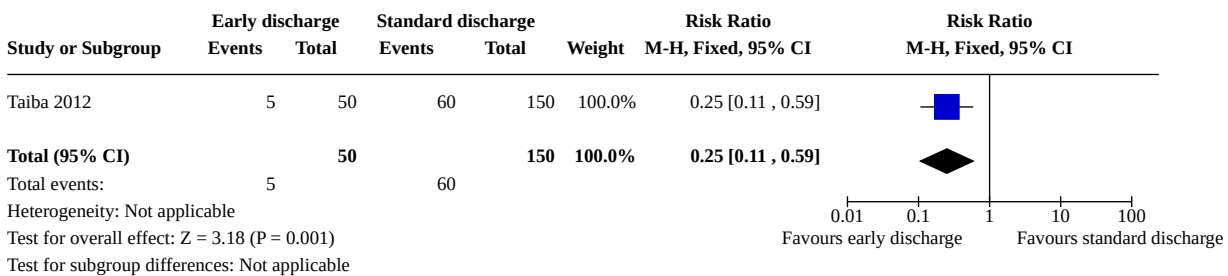 Early discharge Standard discharge Risk Ratio Risk Ratio
Study or Subgroup Events Total Events Total Weight M-H, Fixed, 95% CI M-H, Fixed, 95% CI
Taiba 2012 5 50 60 150 100.0% 0.25 [0.11 , 0.59]
Total (95% CI) 50 150 100.0% 0.25 [0.11 , 0.59]
Total events: 5 60
Heterogeneity: Not applicable
0.01 0.1 1 10 100
Test for overall effect: Z = 3.18 (P = 0.001)
Favours early discharge Favours standard discharge
Test for subgroup differences: Not applicable